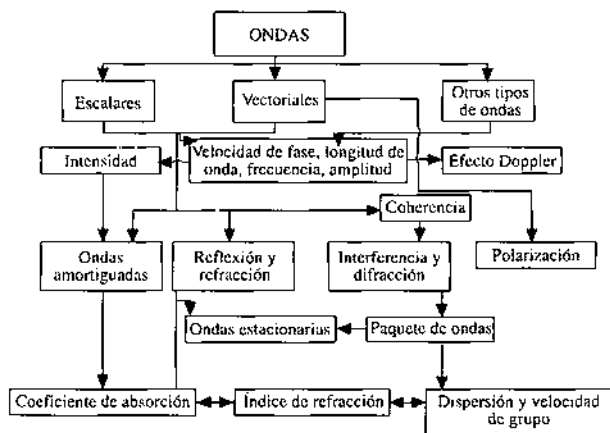 ONDAS
Escalares
Vectoriales
Otros tipos
de ondas
Intensidad
Velocidad de fase, longitud de
onda, frecuencia, amplitud
Efecto Doppler
Coherencia
Ondas
amortiguadas
Reflexión y
refracción
Interferencia y
difracción
Polarización
Ondas estacionarias
Paquete de ondas
Coeficiente de absorción
Índice de refracción
Dispersión y velocidad
de grupo